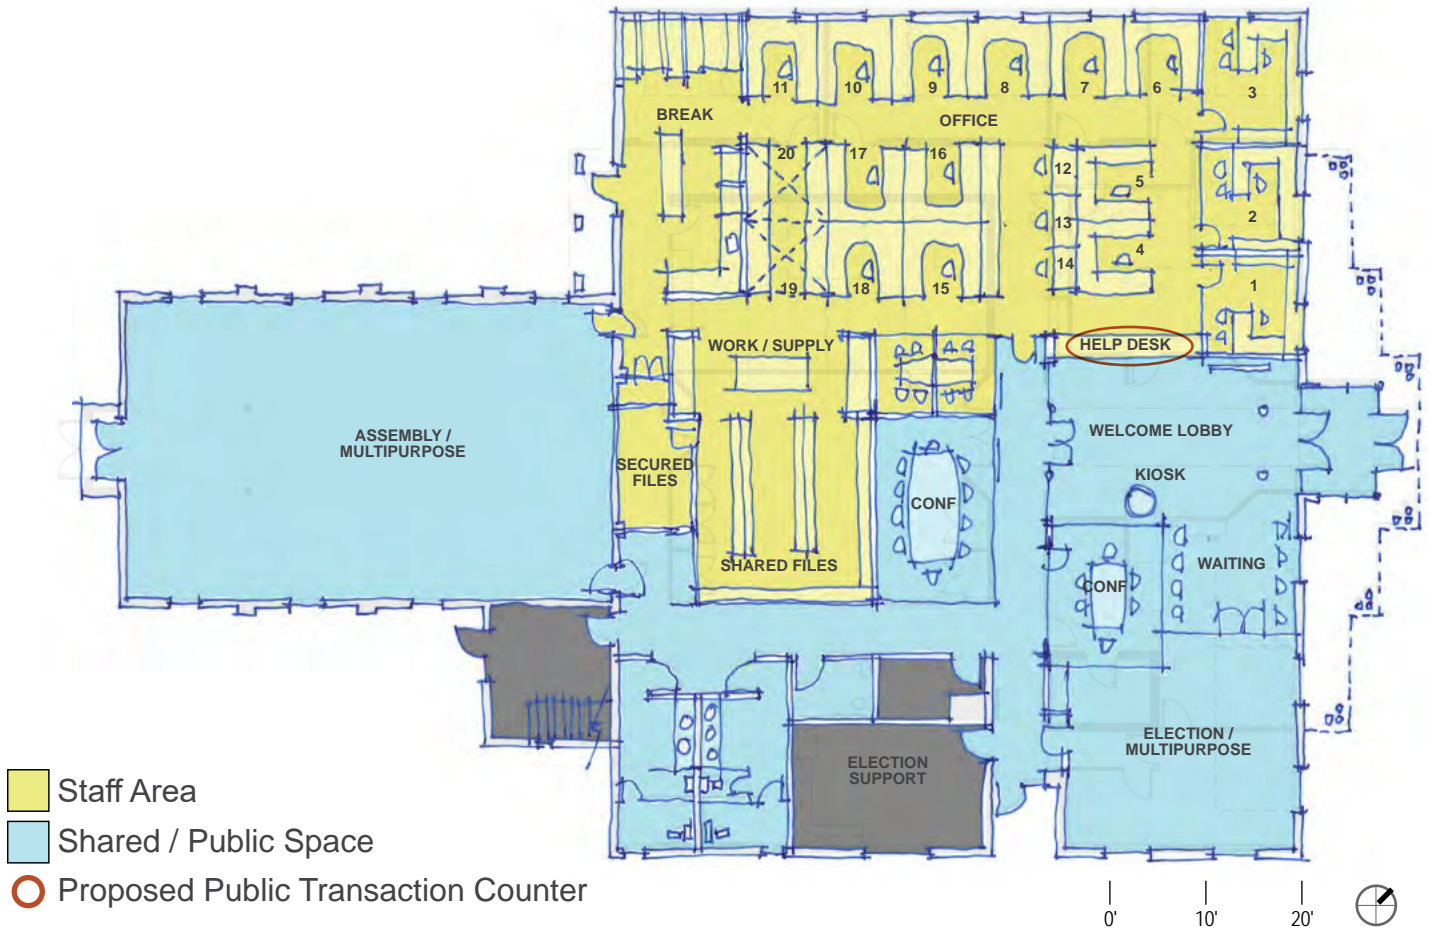 11
10
9
8
7
6
3
BREAK
OFFICE
20
17
16
12
5
13
2
4
14
19
18
15
1
WORK / SUPPLY
HELP DESK
ASSEMBLY /
MULTIPURPOSE
WELCOME LOBBY
SECURED
FILES
KIOSK
CONF
SHARED FILES
WAITING
CONF
ELECTION /
MULTIPURPOSE
ELECTION
SUPPORT
Staff Area
Shared / Public Space
Proposed Public Transaction Counter
0'
10'
20'